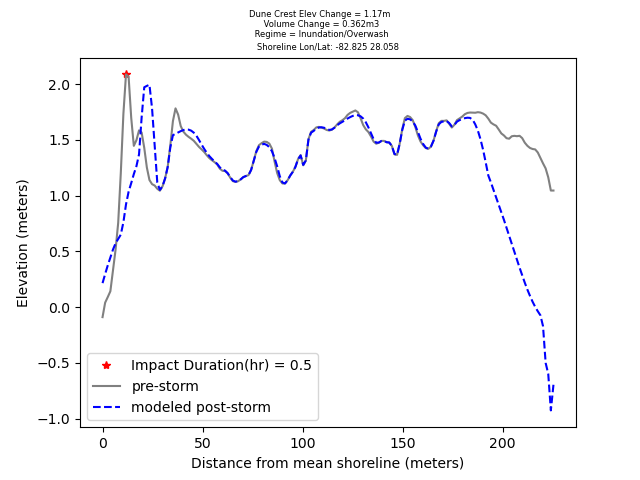 Dune Crest Elev Change = 1.17m
Volume Change = 0.362m3
Regime = Inundation/Overwash
Shoreline Lon/Lat: -82.825 28.058
2.0
1.5
1.0
0.5
0.0
−0.5
−1.0
Elevation (meters)
Impact Duration(hr) = 0.5
pre-storm
modeled post-storm
0 50 100 150 200
Distance from mean shoreline (meters)